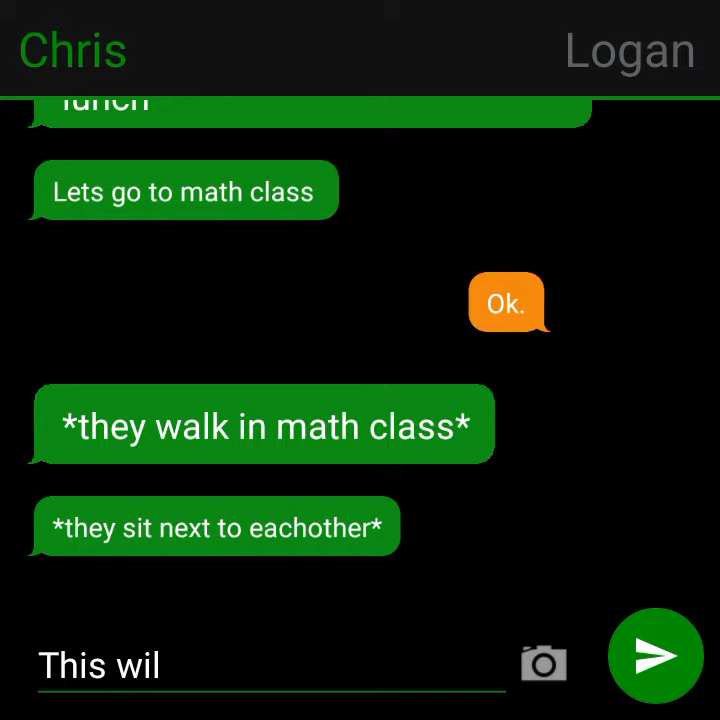 Chris
Logan
lunch
Lets go to math class
Ok.
*they walk in math class*
*they sit next to eachother*
This wil